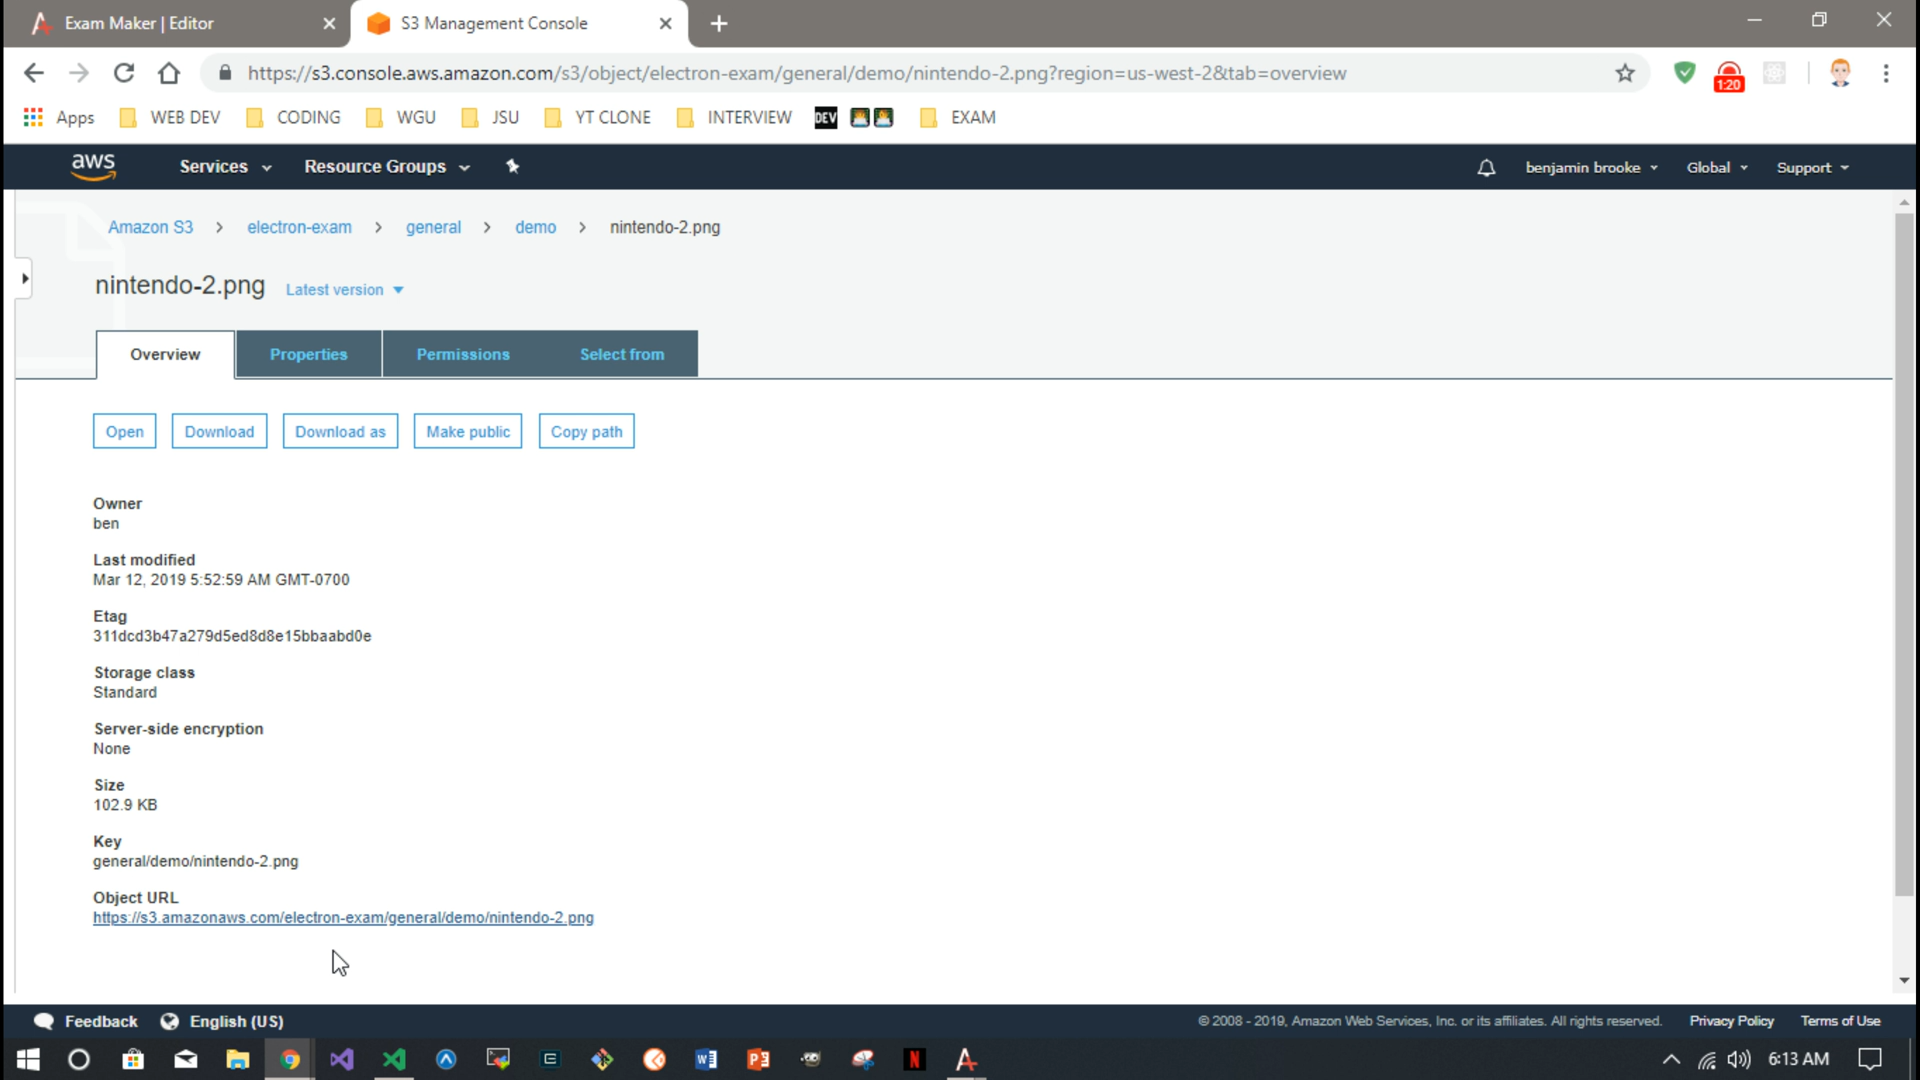 Exam Maker | Editor
S3 Management Console
https://s3.console.aws.amazon.com/s3/object/electron-exam/general/demo/nintendo-2.png?region=us-west-2&tab=overview
1:20
Apps
WEB DEV
CODING
WGU
JSU
YT CLONE
INTERVIEW
DEV
EXAM
aws
Services
Resource Groups
benjamin brooke
Global
Support
Amazon S3 > electron-exam > general > demo > nintendo-2.png
nintendo-2.png
Latest version
Overview
Properties
Permissions
Select from
Open
Download
Download as
Make public
Copy path
Owner
ben
Last modified
Mar 12, 2019 5:52:59 AM GMT-0700
Etag
311dcd3b47a279d5ed8d8e15bbaabd0e
Storage class
Standard
Server-side encryption
None
Size
102.9 KB
Key
general/demo/nintendo-2.png
Object URL
https://s3.amazonaws.com/electron-exam/general/demo/nintendo-2.png
Feedback
English (US)
© 2008 - 2019, Amazon Web Services, Inc. or its affiliates. All rights reserved.
Privacy Policy
Terms of Use
6:13 AM